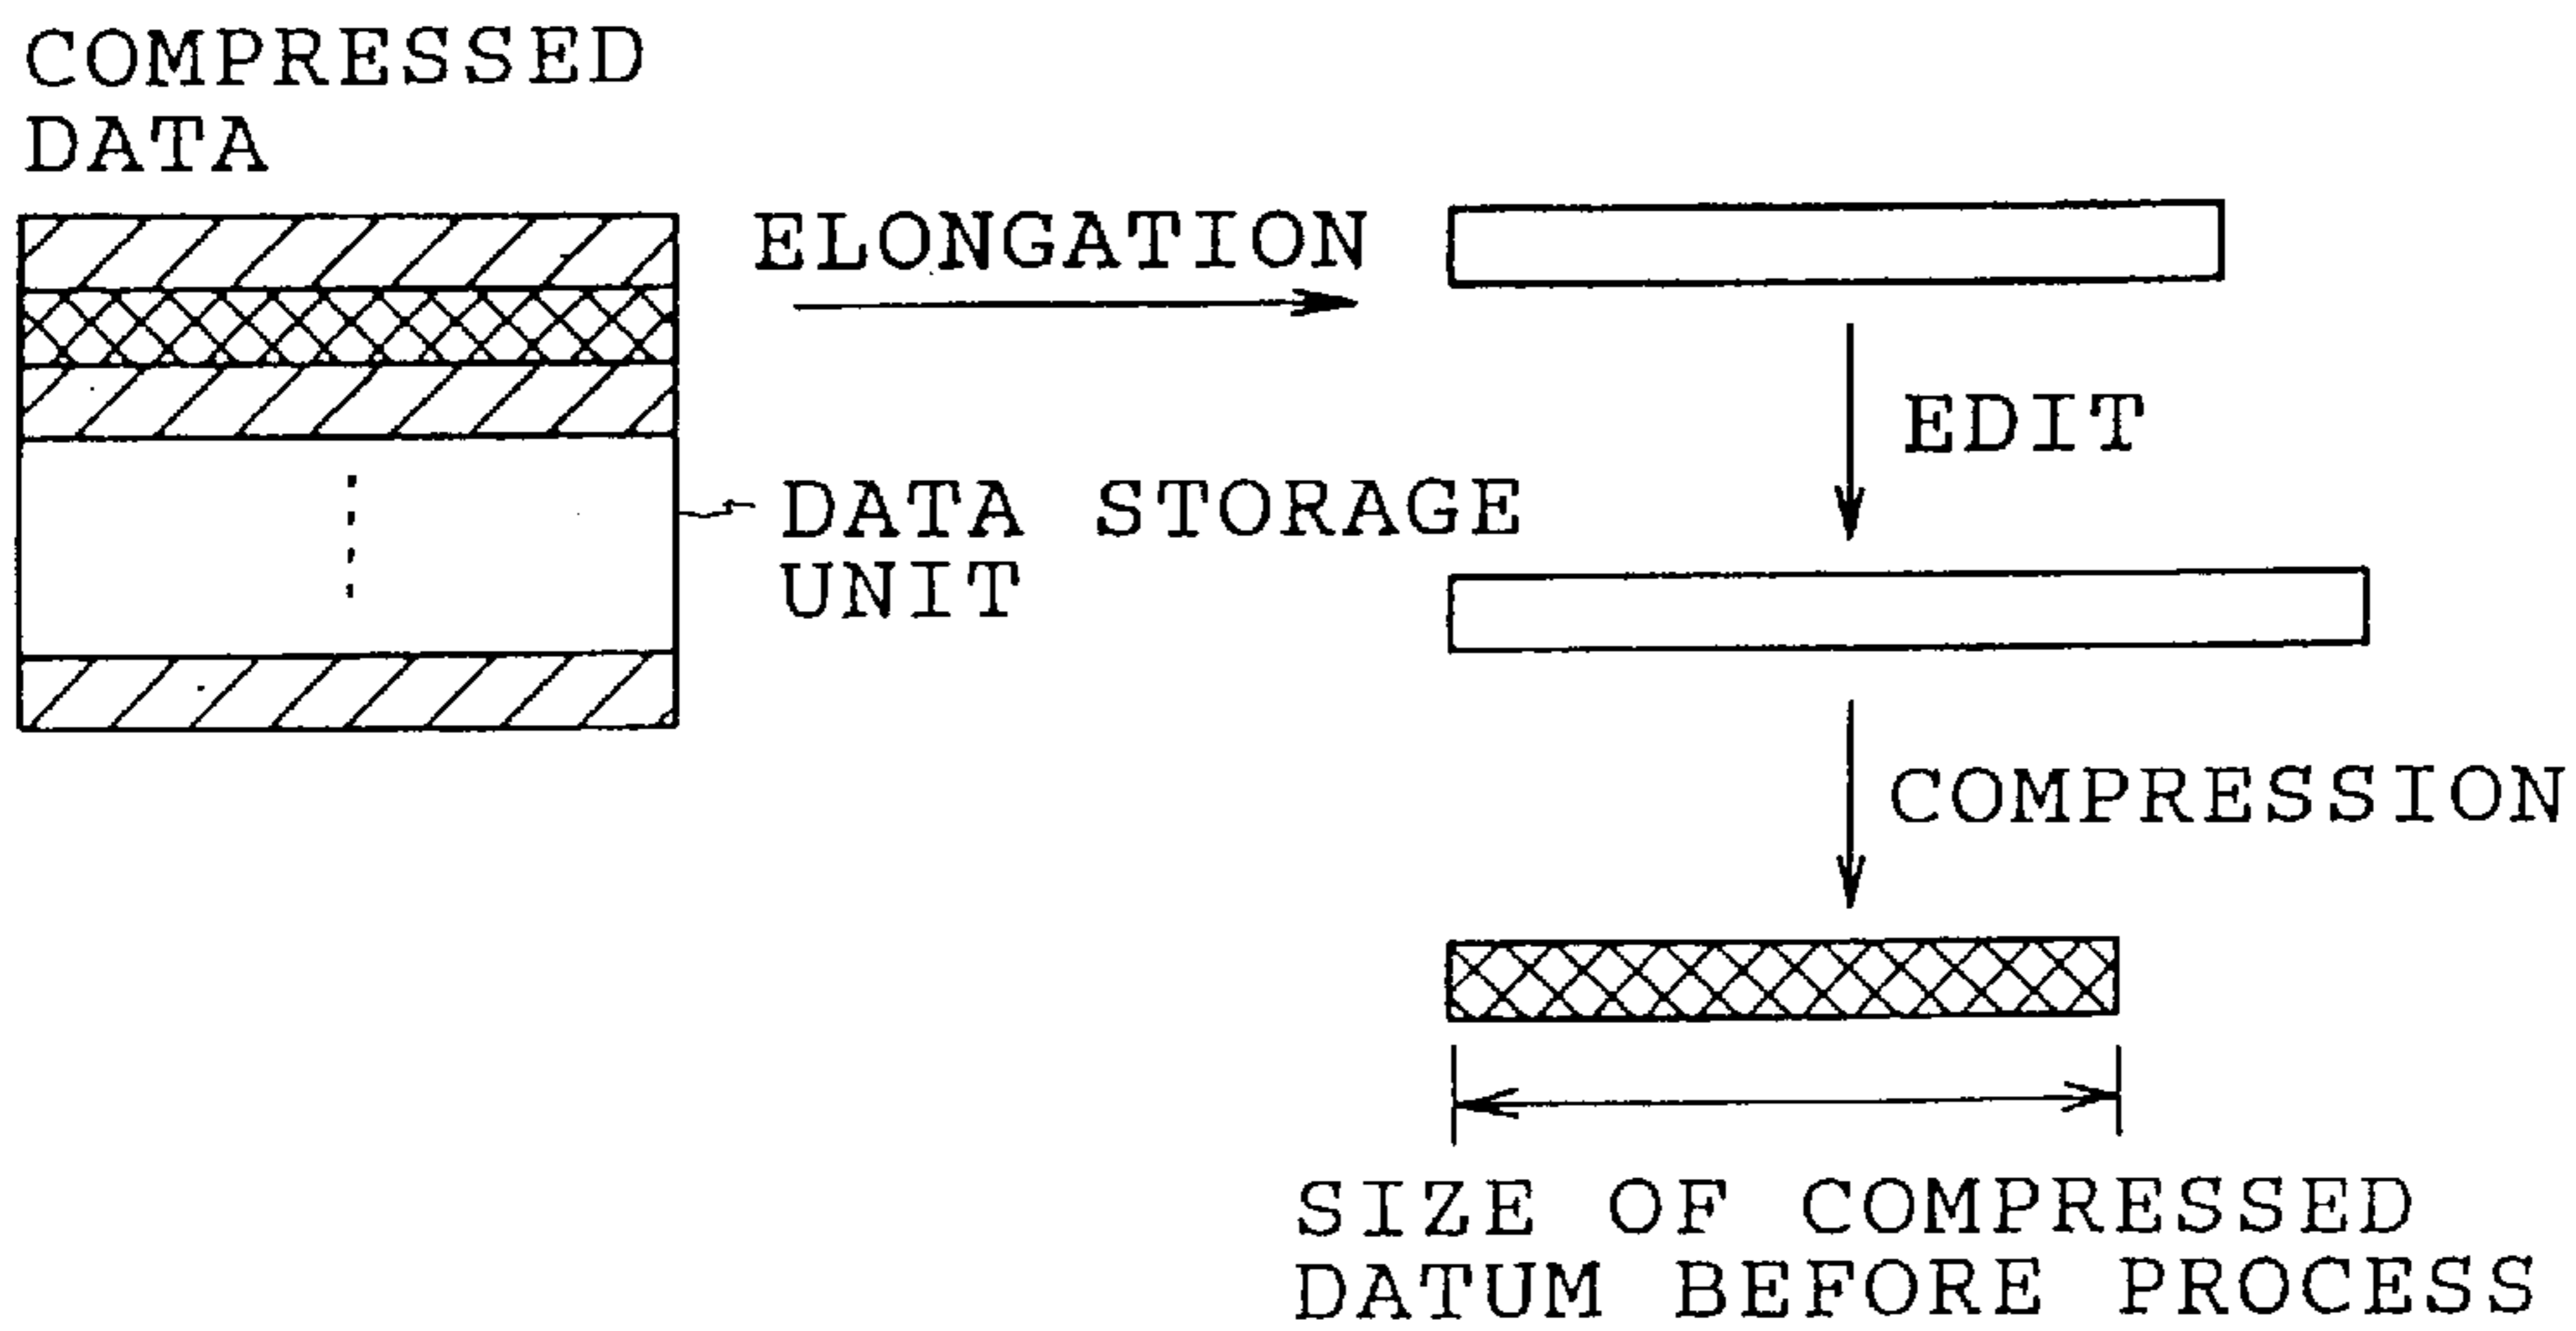 COMPRESSED
DATA
ELONGATION
EDIT
DATA STORAGE
UNIT
COMPRESSION
SIZE OF COMPRESSED
DATUM BEFORE PROCESS